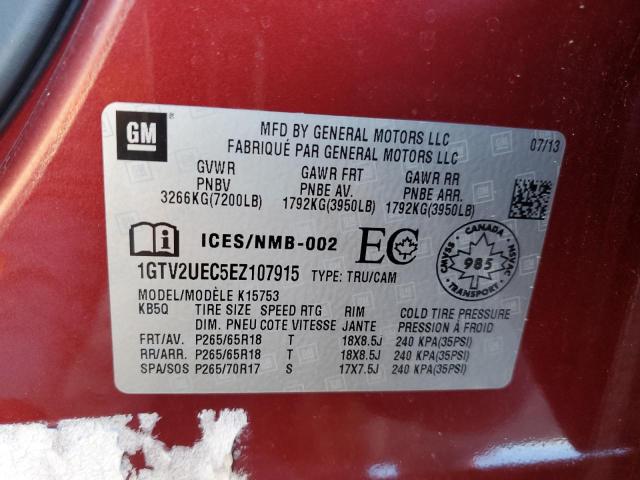 GM
MFD BY GENERAL MOTORS LLC
FABRIQUÉ PAR GENERAL MOTORS LLC
07/13
GVWR GAWR FRT GAWR RR
PNBV PNBE AV. PNBE ARR.
3266KG(7200LB) 1792KG(3950LB) 1792KG(3950LB)
ICES/NMB-002 EC
CANADA CMVSS 985 NSVAC
1GTV2UEC5EZ107915 TYPE: TRU/CAM
MODEL/MODÈLE K15753
KB5Q TIRE SIZE SPEED RTG RIM COLD TIRE PRESSURE
DIM. PNEU COTE VITESSE JANTE PRESSION À FROID
FRT/AV. P265/65R18 T 18X8.5J 240 KPA(35PSI)
RR/ARR. P265/65R18 T 18X8.5J 240 KPA(35PSI)
SPA/SOS P265/70R17 S 17X7.5J 240 KPA(35PSI)